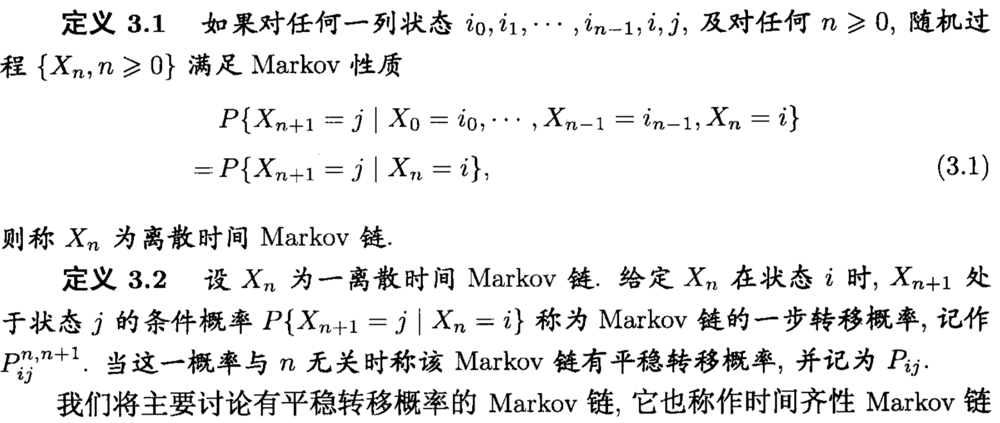 定义 3.1 如果对任何一列状态 $i_0, i_1, \cdots, i_{n-1}, i, j$, 及对任何 $n \geqslant 0$, 随机过
程 $\{X_n, n \geqslant 0\}$ 满足 Markov 性质
$P\{X_{n+1} = j \mid X_0 = i_0, \cdots, X_{n-1} = i_{n-1}, X_n = i\}$
$= P\{X_{n+1} = j \mid X_n = i\},$ (3.1)
则称 $X_n$ 为离散时间 Markov 链.
定义 3.2 设 $X_n$ 为一离散时间 Markov 链. 给定 $X_n$ 在状态 $i$ 时, $X_{n+1}$ 处
于状态 $j$ 的条件概率 $P\{X_{n+1} = j \mid X_n = i\}$ 称为 Markov 链的一步转移概率, 记作
$P_{ij}^{n,n+1}$. 当这一概率与 $n$ 无关时称该 Markov 链有平稳转移概率, 并记为 $P_{ij}$.
我们将主要讨论有平稳转移概率的 Markov 链, 它也称作时间齐性 Markov 链